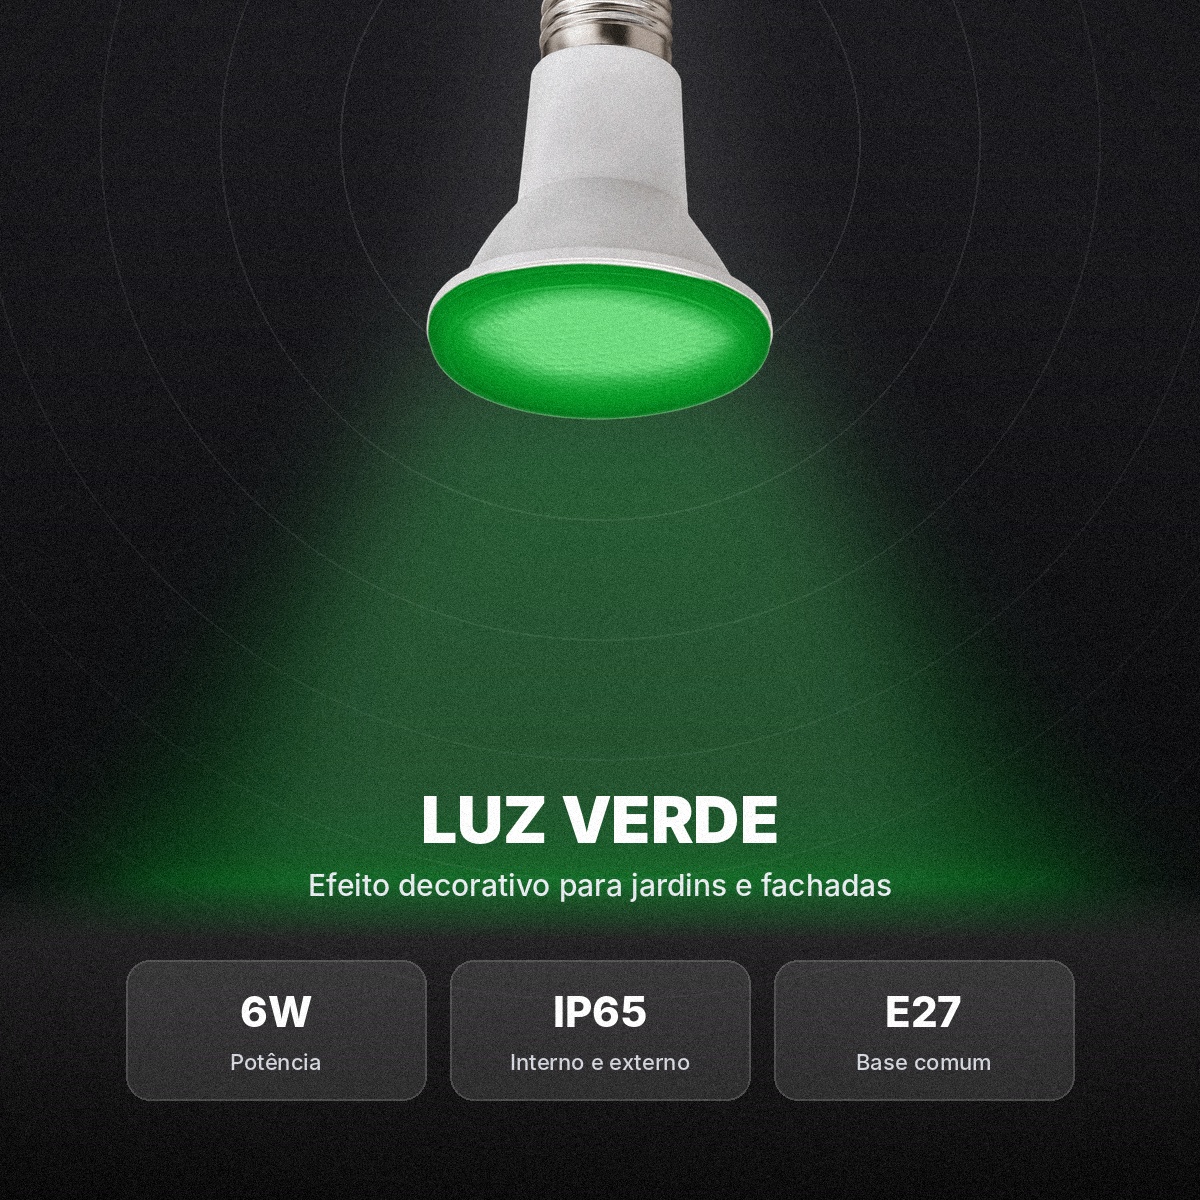 LUZ VERDE
Efeito decorativo para jardins e fachadas
6W
Potência
IP65
Interno e externo
E27
Base comum